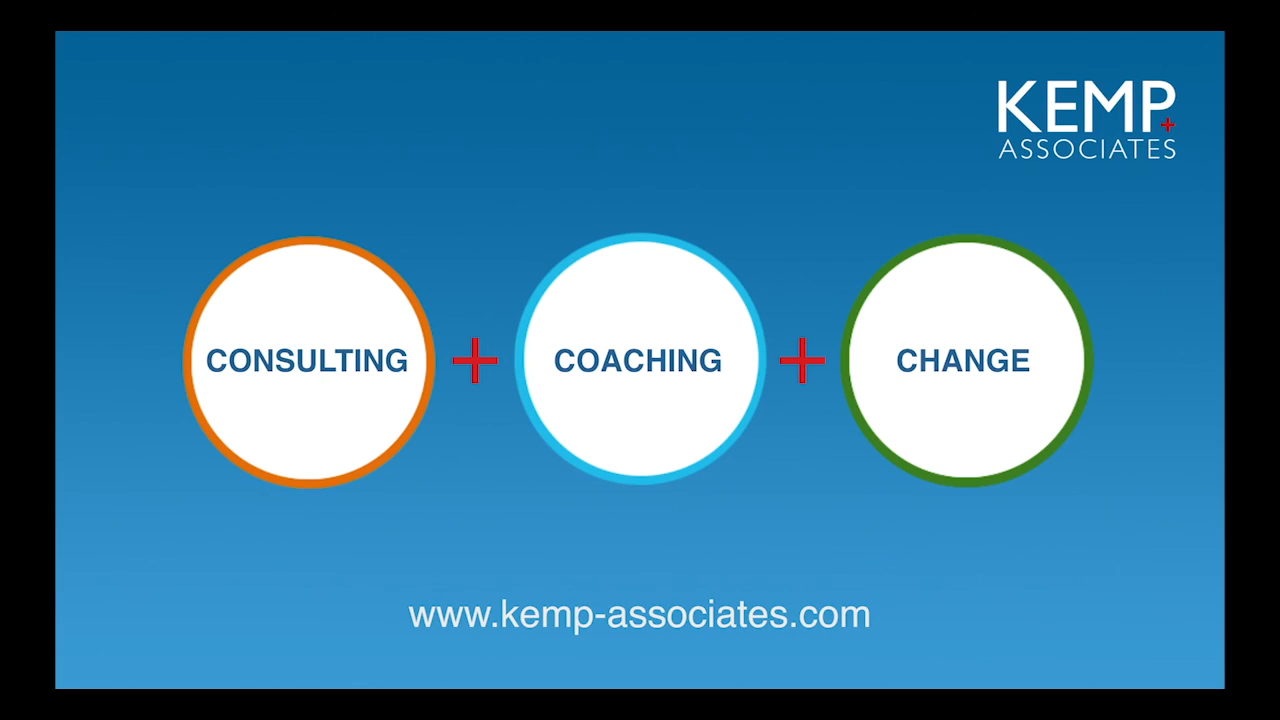 KEMP+
ASSOCIATES
CONSULTING + COACHING + CHANGE
www.kemp-associates.com